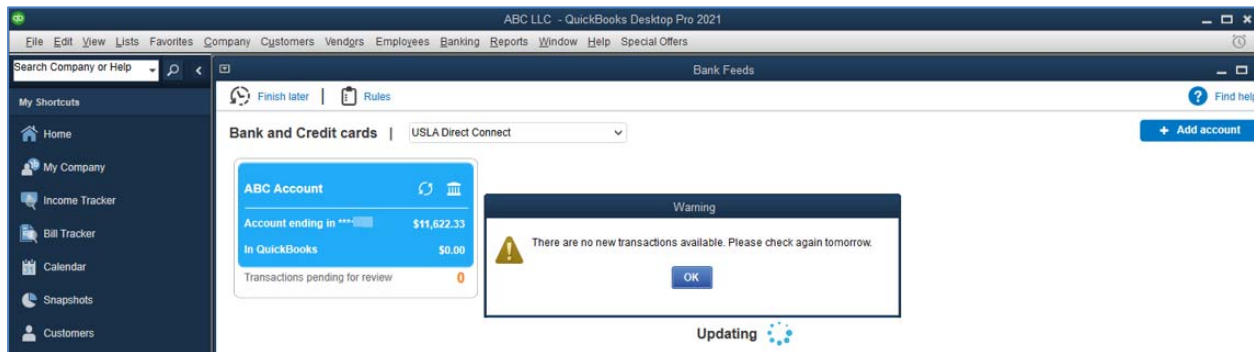 ABC LLC - QuickBooks Desktop Pro 2021
File Edit View Lists Favorites Company Customers Vendors Employees Banking Reports Window Help Special Offers
Search Company or Help
Bank Feeds
My Shortcuts
Finish later | Rules
Find help
Home
Bank and Credit cards | USLA Direct Connect
+ Add account
My Company
ABC Account
Income Tracker
Warning
Account ending in **** $11,622.33
Bill Tracker
There are no new transactions available. Please check again tomorrow.
In QuickBooks $0.00
Calendar
Transactions pending for review 0
OK
Snapshots
Customers
Updating